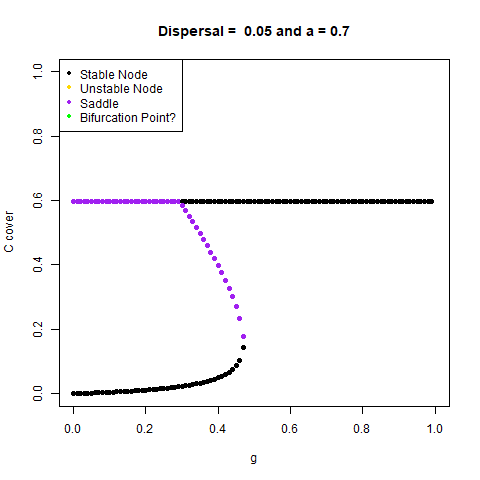 Dispersal =  0.05 and a = 0.7
Stable Node
Unstable Node
Saddle
Bifurcation Point?
C cover
1.0
0.8
0.6
0.4
0.2
0.0
0.0 0.2 0.4 0.6 0.8 1.0
g